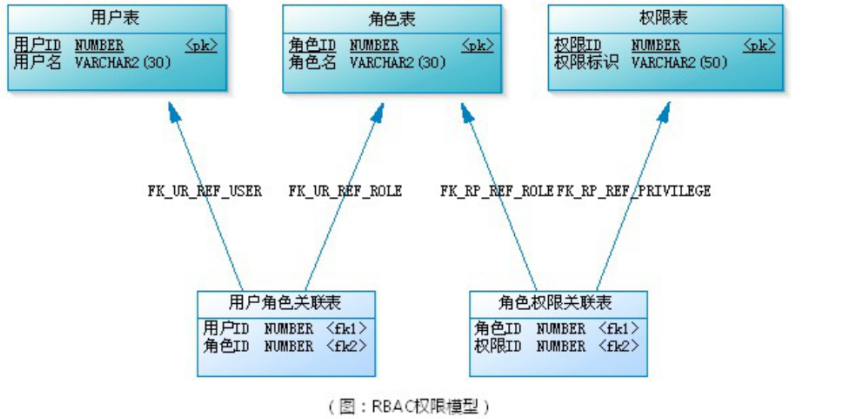 用户表
用户ID NUMBER <pk>
用户名 VARCHAR2(30)
角色表
角色ID NUMBER <pk>
角色名 VARCHAR2(30)
权限表
权限ID NUMBER <pk>
权限标识 VARCHAR2(50)
FK_UR_REF_USER
FK_UR_REF_ROLE
FK_RP_REF_ROLE
FK_RP_REF_PRIVILEGE
用户角色关联表
用户ID NUMBER <fk1>
角色ID NUMBER <fk2>
角色权限关联表
角色ID NUMBER <fk1>
权限ID NUMBER <fk2>
(图：RBAC权限模型)